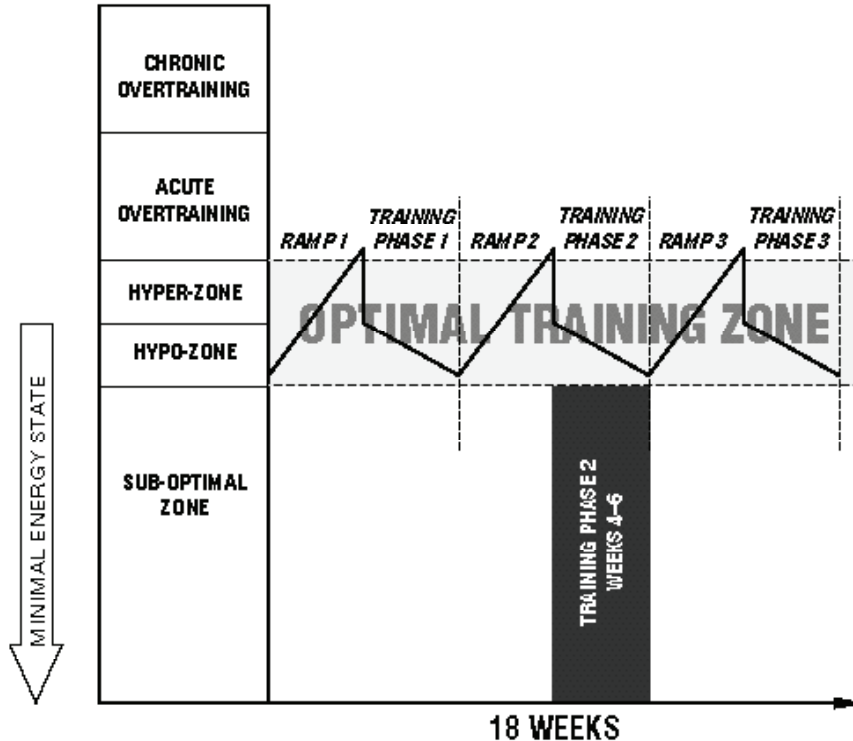 CHRONIC
OVERTRAINING
ACUTE
OVERTRAINING
HYPER-ZONE
HYPO-ZONE
SUB-OPTIMAL
ZONE
MINIMAL ENERGY STATE
RAMP 1
TRAINING
PHASE 1
RAMP 2
TRAINING
PHASE 2
RAMP 3
TRAINING
PHASE 3
OPTIMAL TRAINING ZONE
TRAINING PHASE 2
WEEKS 4–6
18 WEEKS